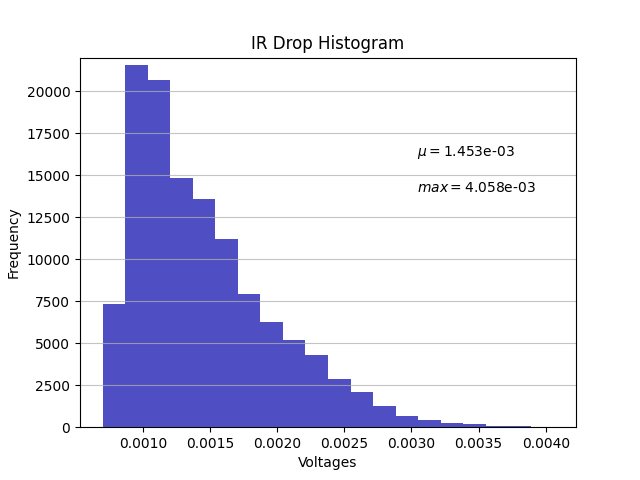 IR Drop Histogram
20000
17500
15000
12500
10000
7500
5000
2500
0
Frequency
μ = 1.453e-03
max = 4.058e-03
0.0010 0.0015 0.0020 0.0025 0.0030 0.0035 0.0040
Voltages